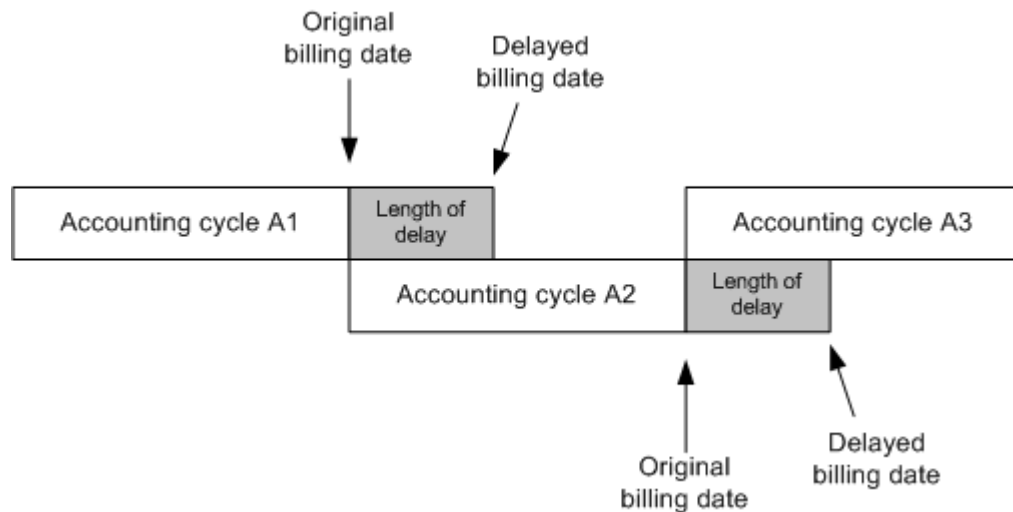 Original
billing date
Delayed
billing date
Accounting cycle A1
Length of
delay
Accounting cycle A3
Accounting cycle A2
Length of
delay
Original
billing date
Delayed
billing date